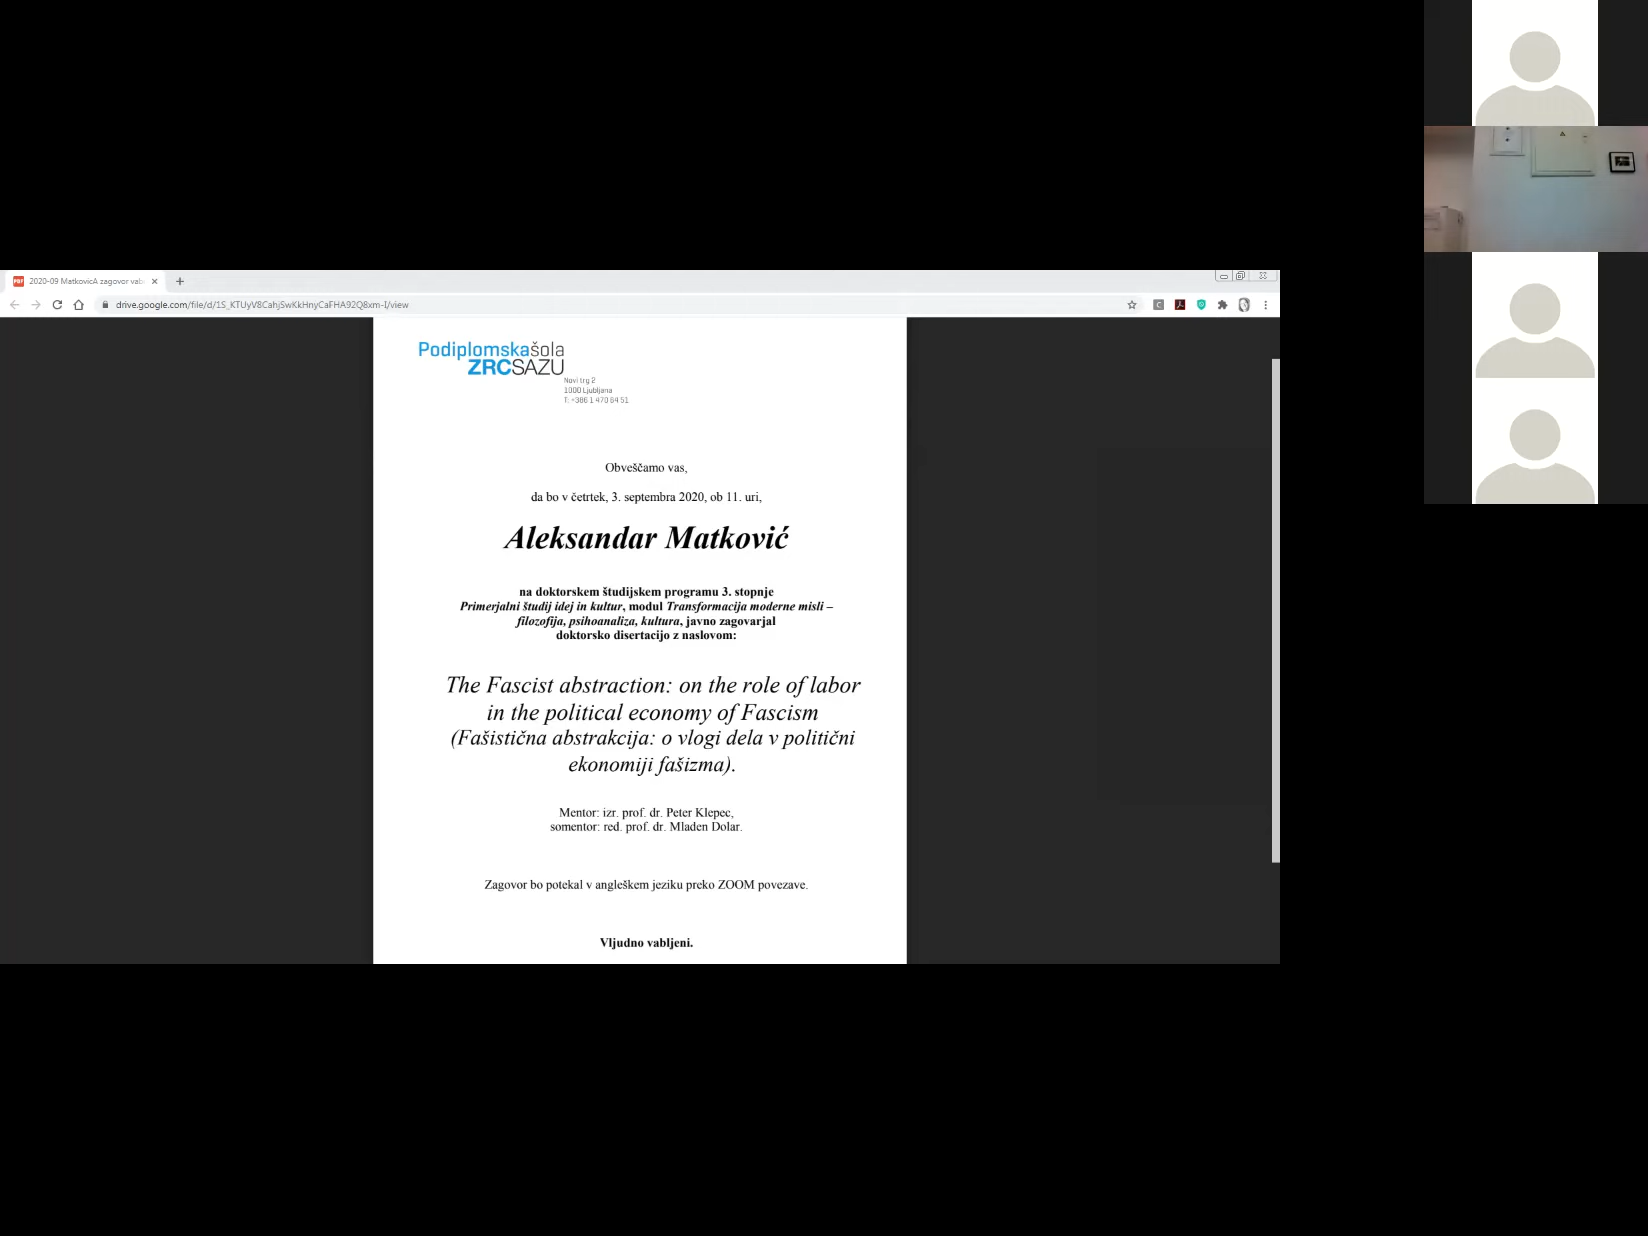 2020-09 MatkovicA zagovor vab
drive.google.com/file/d/1S_KTUyV8CahjSwKkHnyCaFHA92Q8xm-I/view
Podiplomskašola
ZRCSAZU
Novi trg 2
1000 Ljubljana
T: +386 1 470 64 51
Obveščamo vas,
da bo v četrtek, 3. septembra 2020, ob 11. uri,
Aleksandar Matković
na doktorskem študijskem programu 3. stopnje
Primerjalni študij idej in kultur, modul Transformacija moderne misli –
filozofija, psihoanaliza, kultura, javno zagovarjal
doktorsko disertacijo z naslovom:
The Fascist abstraction: on the role of labor
in the political economy of Fascism
(Fašistična abstrakcija: o vlogi dela v politični
ekonomiji fašizma).
Mentor: izr. prof. dr. Peter Klepec,
somentor: red. prof. dr. Mladen Dolar.
Zagovor bo potekal v angleškem jeziku preko ZOOM povezave.
Vljudno vabljeni.